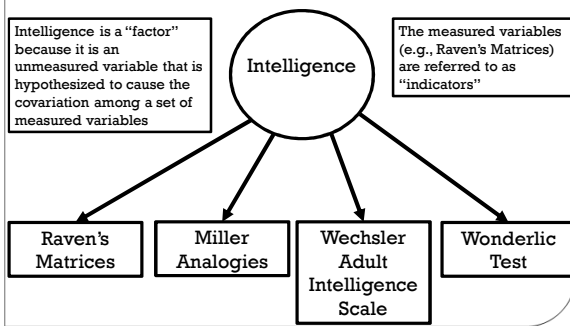 Intelligence is a “factor”
because it is an
unmeasured variable that is
hypothesized to cause the
covariation among a set of
measured variables
Intelligence
The measured variables
(e.g., Raven’s Matrices)
are referred to as
“indicators”
Raven’s
Matrices
Miller
Analogies
Wechsler
Adult
Intelligence
Scale
Wonderlic
Test